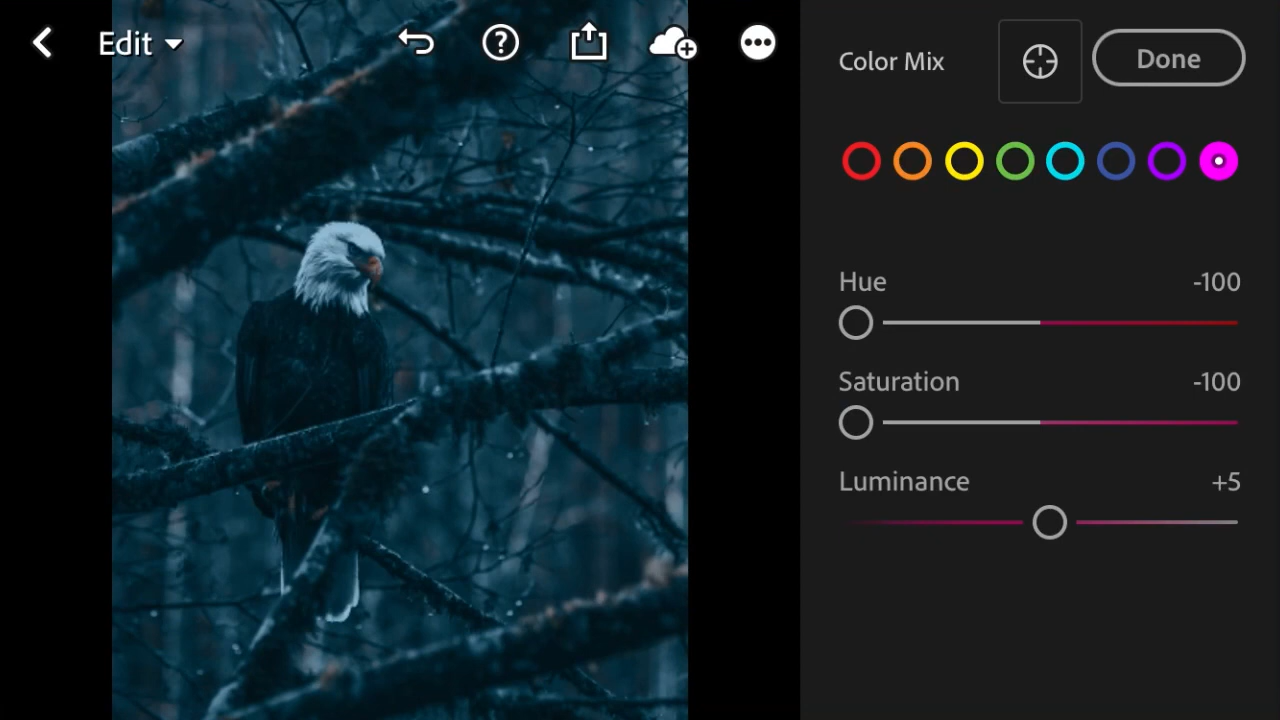 Edit
Color Mix
Done
Hue -100
Saturation -100
Luminance +5